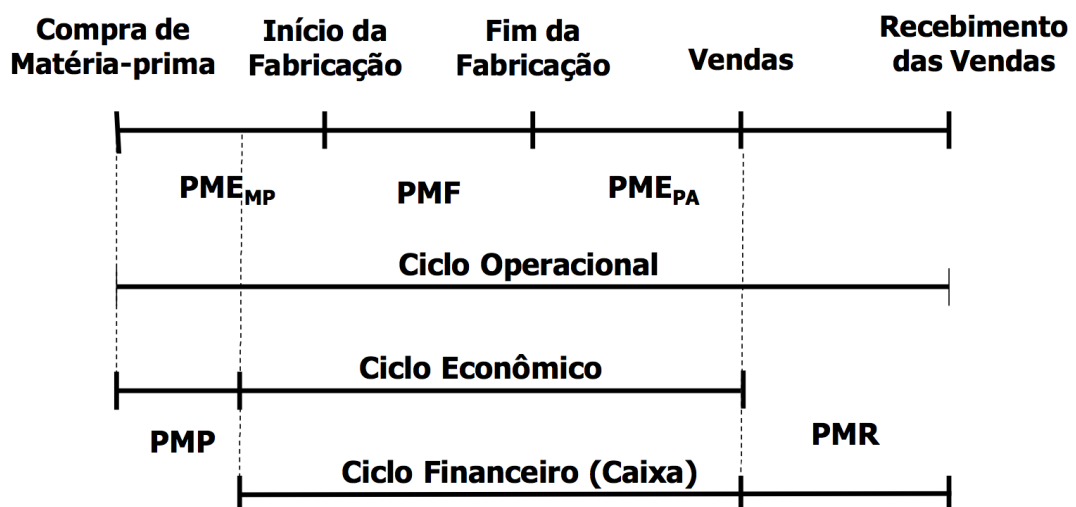 Compra de
Matéria-prima
Início da
Fabricação
Fim da
Fabricação
Vendas
Recebimento
das Vendas
PMEMP
PMF
PMEPA
Ciclo Operacional
Ciclo Econômico
PMP
PMR
Ciclo Financeiro (Caixa)